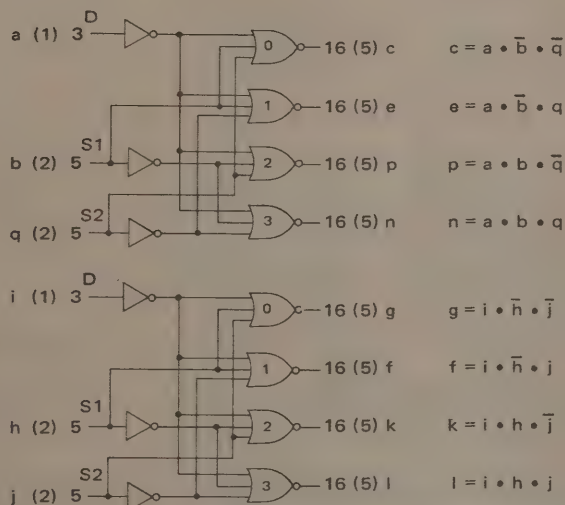 D
a (1) 3 0 16 (5) c c = a • b̅ • q̅
1 16 (5) e e = a • b̅ • q
S1
b (2) 5 2 16 (5) p p = a • b • q̅
S2
q (2) 5 3 16 (5) n n = a • b • q
D
i (1) 3 0 16 (5) g g = i • h̅ • j̅
1 16 (5) f f = i • h̅ • j
S1
h (2) 5 2 16 (5) k k = i • h • j̅
S2
j (2) 5 3 16 (5) l l = i • h • j